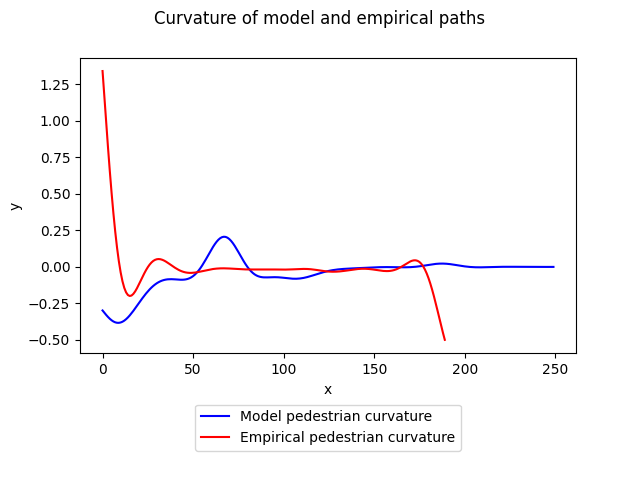 Curvature of model and empirical paths
1.25
1.00
0.75
0.50
0.25
0.00
−0.25
−0.50
y
0 50 100 150 200 250
x
Model pedestrian curvature
Empirical pedestrian curvature